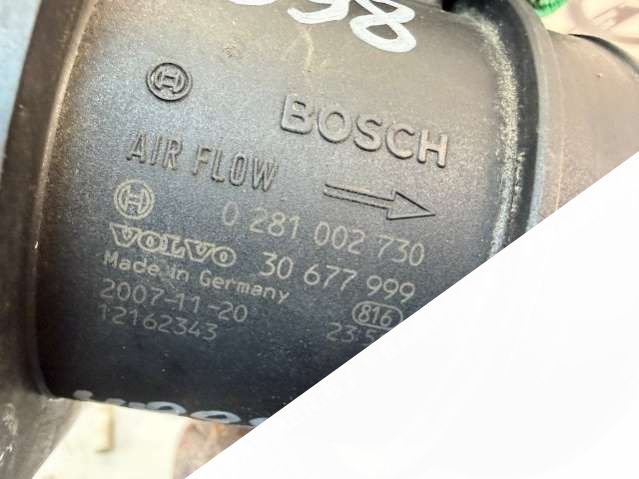 BOSCH
AIR FLOW
0 281 002 730
VOLVO 30 677 999
Made in Germany
2007-11-20 816
12162343